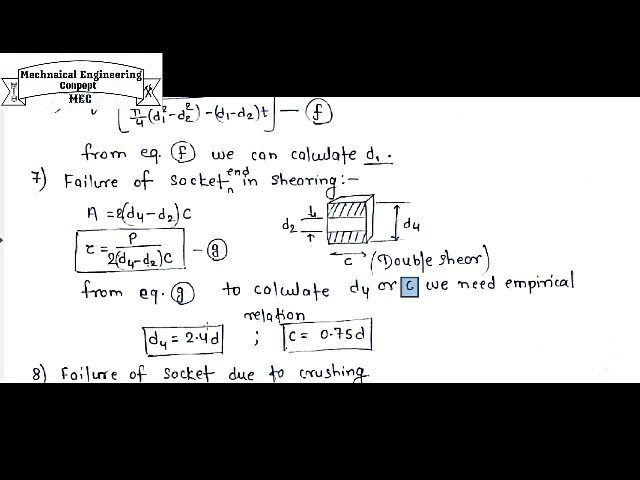 Mechnaical Engineering
Conpept
MEC
π/4(d₁²-d₂²)-(d₁-d₂)t] — (f)
from eq. (f) we can calculate d₁.
7) Failure of socket end in shearing:-
A = 2(d4-d2)C
d2
d4
τ = P/2(d4-d2)C — (g)
c (Double shear)
from eq. (g) to calculate d4 or c we need empirical
relation
d4 = 2.4d ; C = 0.75d
8) Failure of socket due to crushing